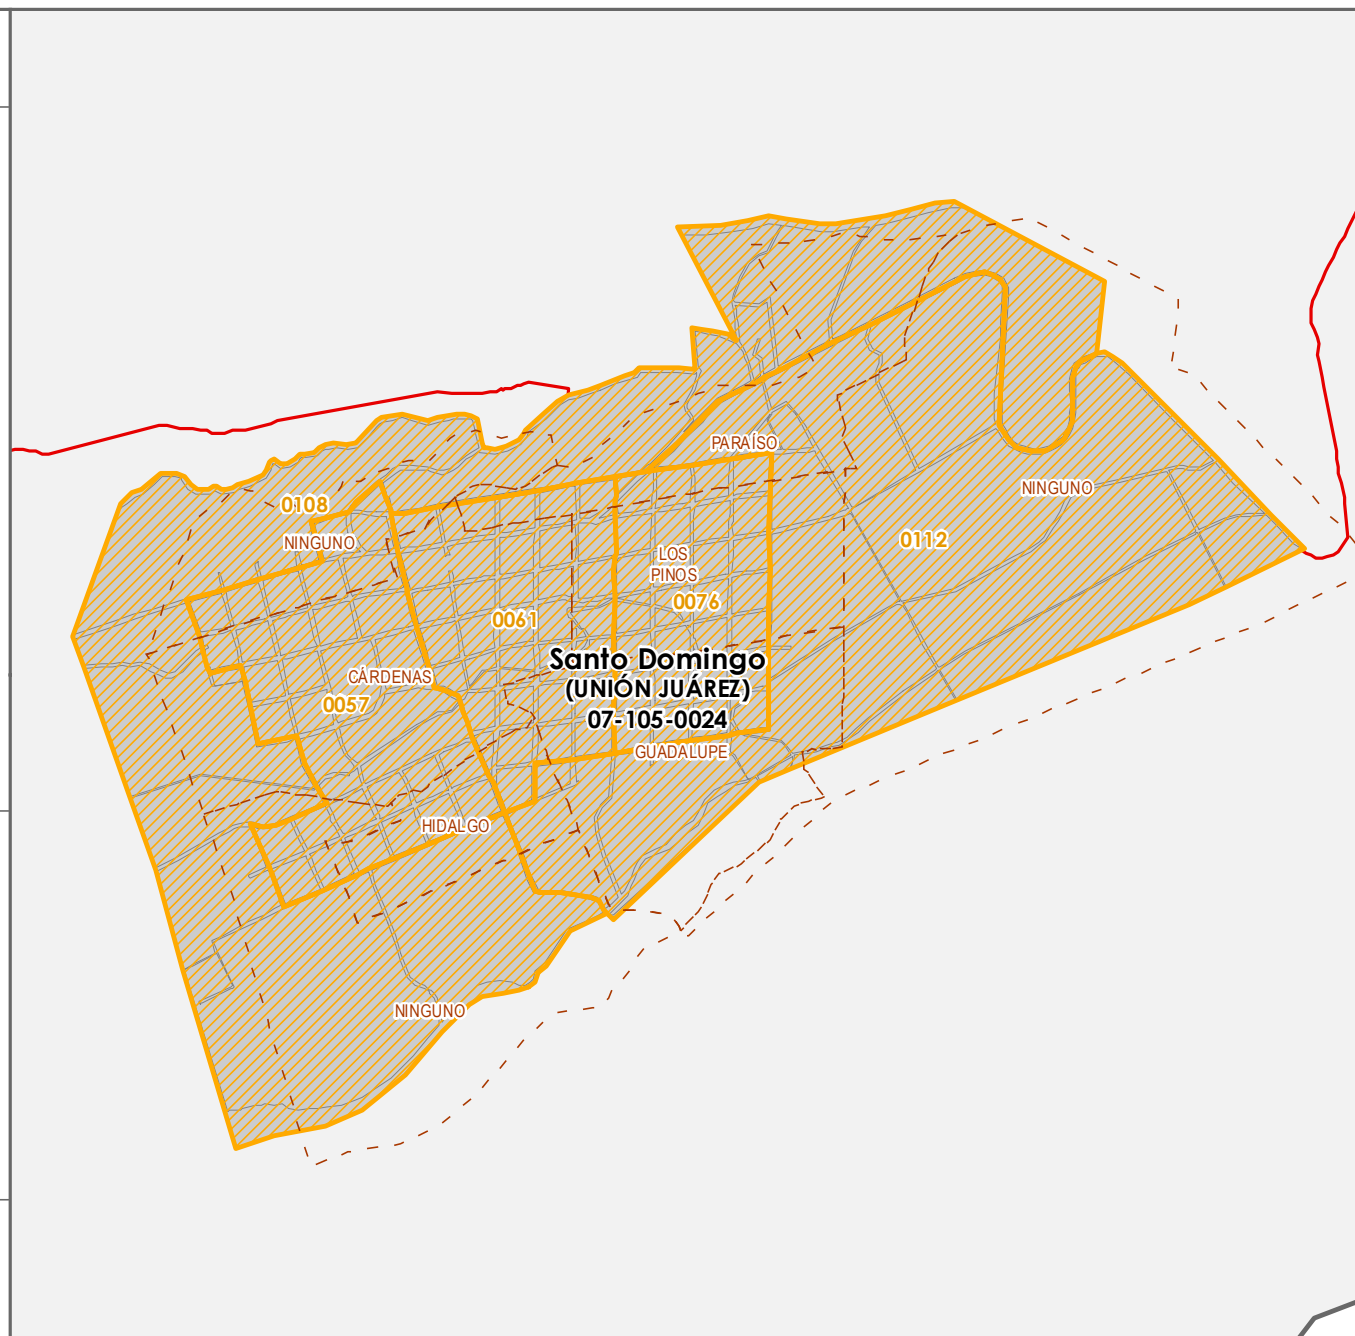 PARAÍSO
NINGUNO
0108
NINGUNO
0112
LOS
PINOS
0076
0061
Santo Domingo
(UNIÓN JUÁREZ)
07-105-0024
CÁRDENAS
0057
GUADALUPE
HIDALGO
NINGUNO